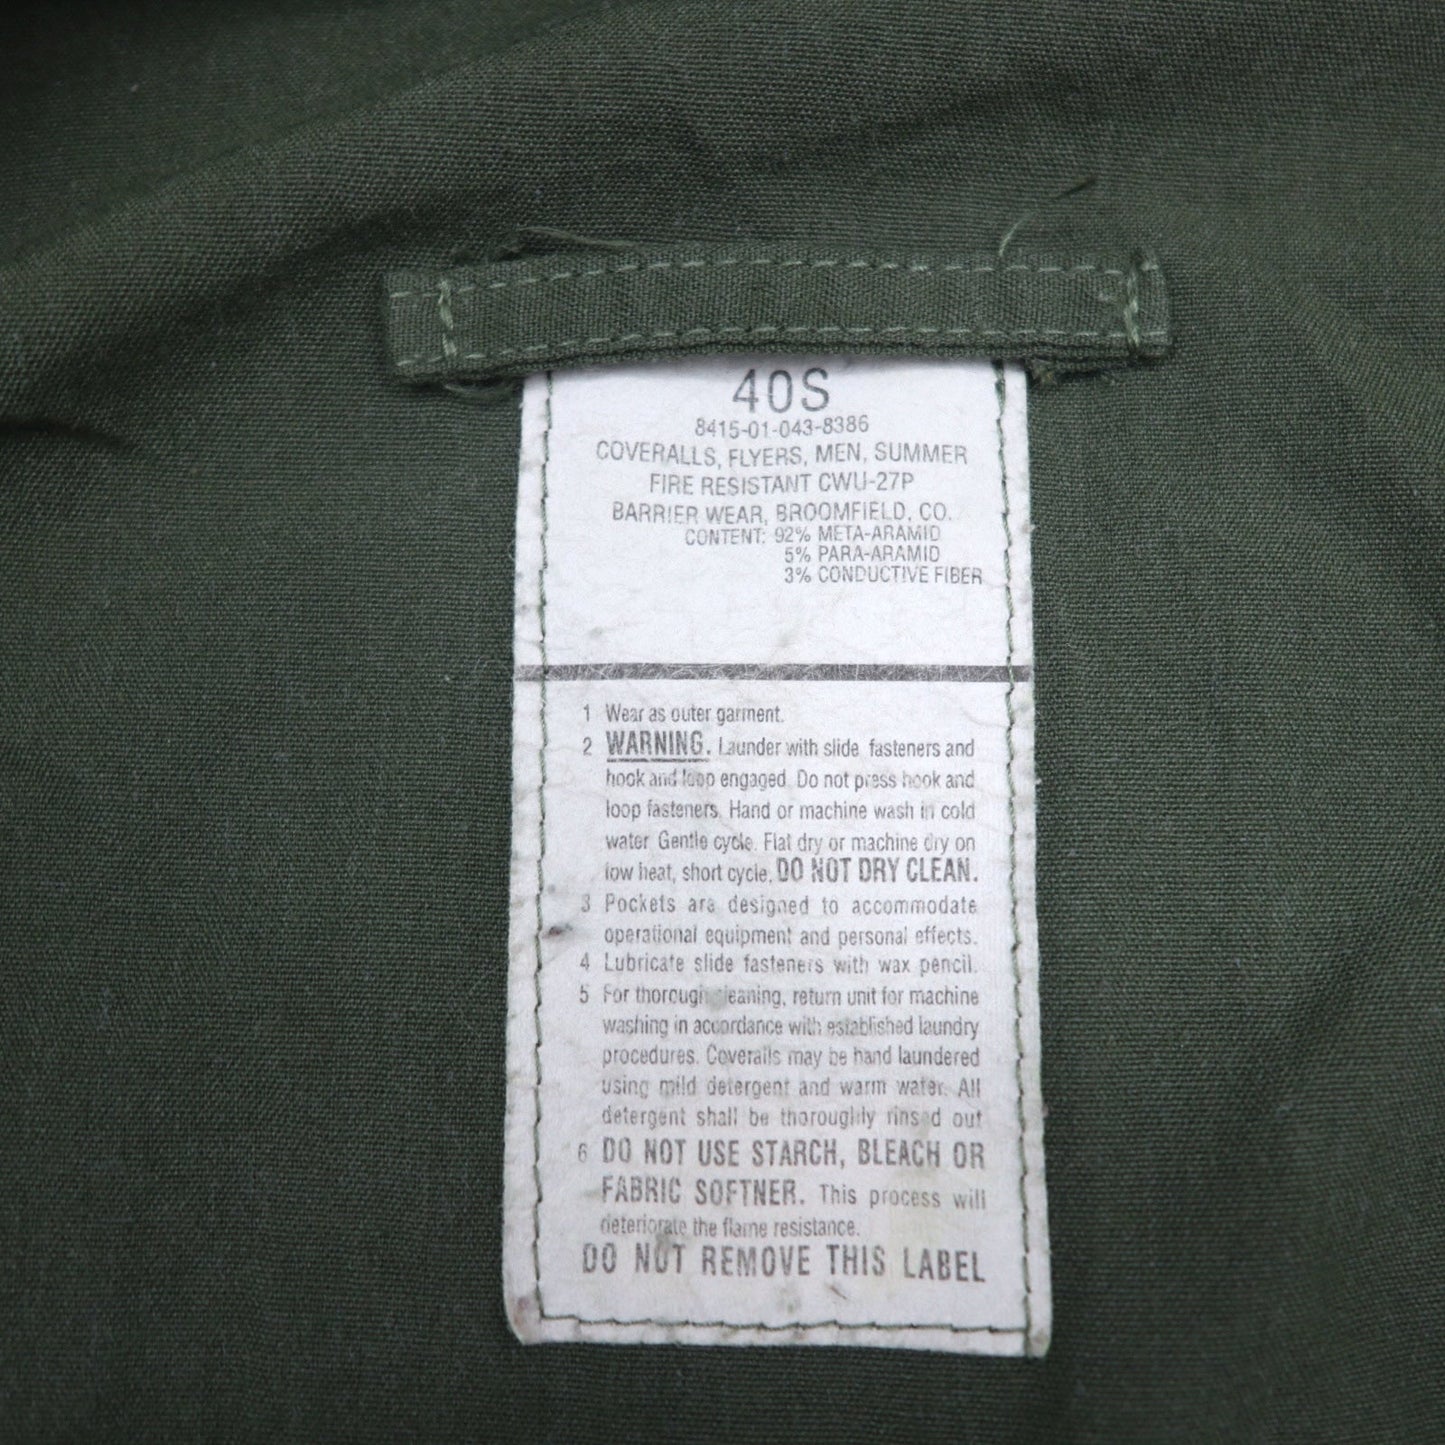 40S
8415-01-043-8386
COVERALLS, FLYERS, MEN, SUMMER
FIRE RESISTANT CWU-27P
BARRIER WEAR, BROOMFIELD, CO.
CONTENT: 92% META-ARAMID
5% PARA-ARAMID
3% CONDUCTIVE FIBER
1 Wear as outer garment.
2 WARNING. Launder with slide fasteners and
hook and loop engaged. Do not press hook and
loop fasteners. Hand or machine wash in cold
water. Gentle cycle. Flat dry or machine dry on
low heat, short cycle. DO NOT DRY CLEAN.
3 Pockets are designed to accommodate
operational equipment and personal effects.
4 Lubricate slide fasteners with wax pencil.
5 For thorough cleaning, return unit for machine
washing in accordance with established laundry
procedures. Coveralls may be hand laundered
using mild detergent and warm water. All
detergent shall be thoroughly rinsed out
6 DO NOT USE STARCH, BLEACH OR
FABRIC SOFTNER. This process will
deteriorate the flame resistance.
DO NOT REMOVE THIS LABEL